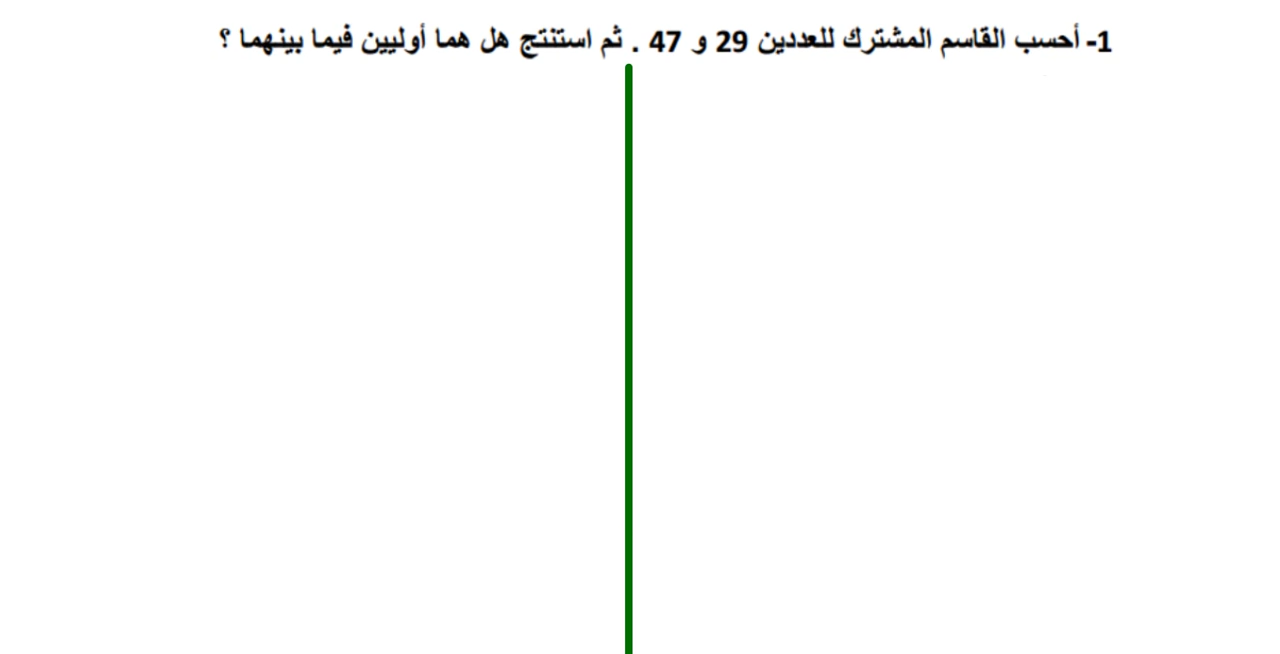 1- أحسب القاسم المشترك للعددين 29 و 47 . ثم استنتج هل هما أوليين فيما بينهما ؟